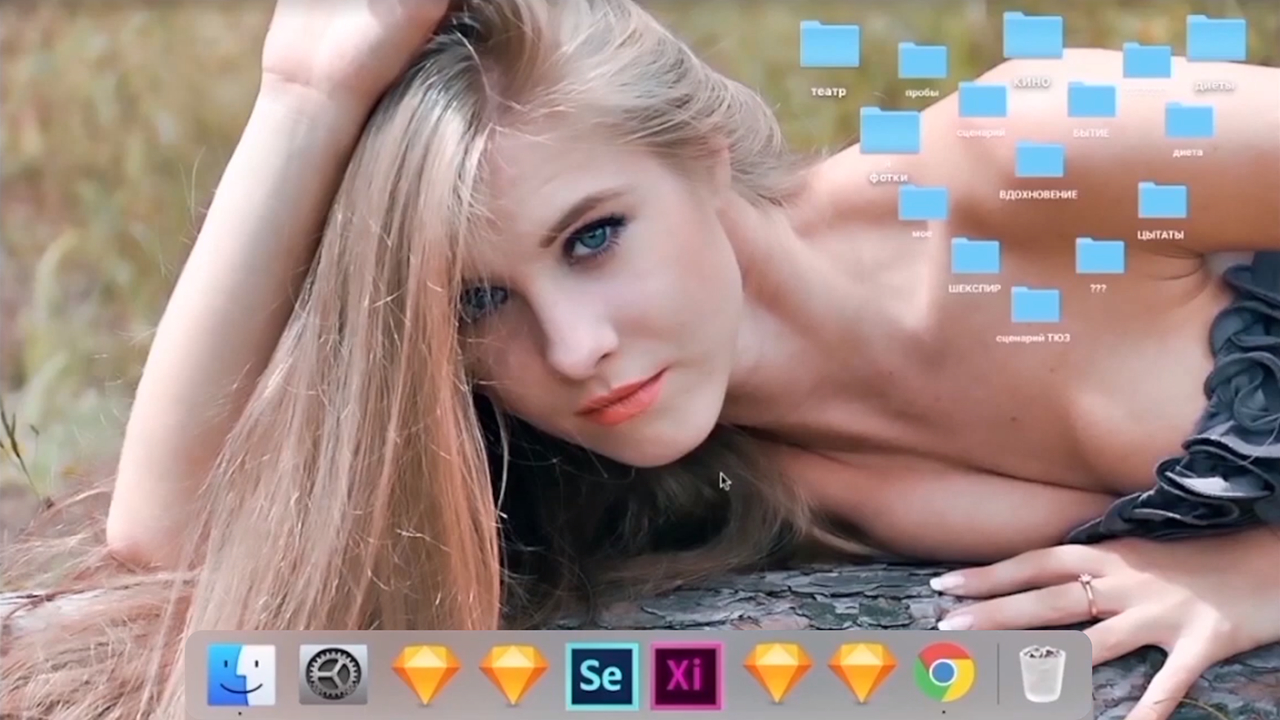 театр
пробы
КИНО
диеты
сценарий
БЫТИЕ
диета
фотки
ВДОХНОВЕНИЕ
мое
ЦЫТАТЫ
ШЕКСПИР
???
сценарий ТЮЗ
Se
Xi